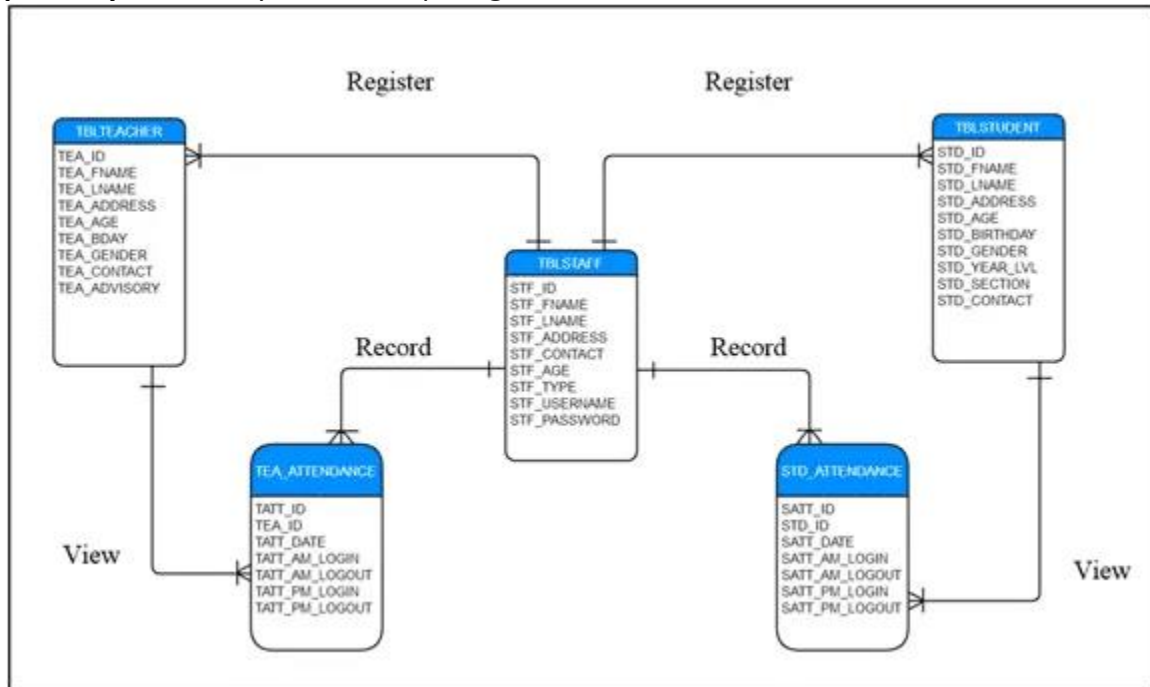 Register
Register
TBLTEACHER
TEA_ID
TEA_FNAME
TEA_LNAME
TEA_ADDRESS
TEA_AGE
TEA_BDAY
TEA_GENDER
TEA_CONTACT
TEA_ADVISORY
TBLSTUDENT
STD_ID
STD_FNAME
STD_LNAME
STD_ADDRESS
STD_AGE
STD_BIRTHDAY
STD_GENDER
STD_YEAR_LVL
STD_SECTION
STD_CONTACT
TBLSTAFF
STF_ID
STF_FNAME
STF_LNAME
STF_ADDRESS
STF_CONTACT
STF_AGE
STF_TYPE
STF_USERNAME
STF_PASSWORD
Record
Record
TEA_ATTENDANCE
TATT_ID
TEA_ID
TATT_DATE
TATT_AM_LOGIN
TATT_AM_LOGOUT
TATT_PM_LOGIN
TATT_PM_LOGOUT
STD_ATTENDANCE
SATT_ID
STD_ID
SATT_DATE
SATT_AM_LOGIN
SATT_AM_LOGOUT
SATT_PM_LOGIN
SATT_PM_LOGOUT
View
View